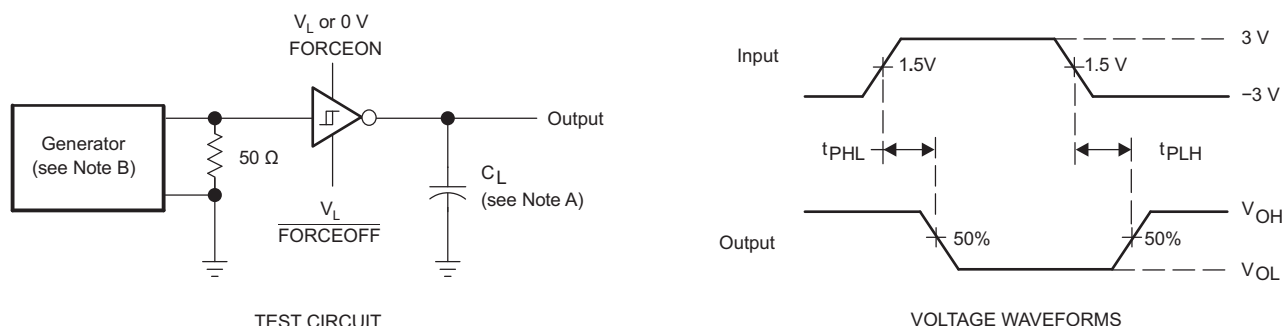 V_L or 0 V
FORCEON
Generator
(see Note B)
50 Ω
Output
C_L
(see Note A)
V_L
FORCEOFF
TEST CIRCUIT
Input
1.5V
1.5 V
3 V
−3 V
t_PHL
t_PLH
Output
50%
50%
V_OH
V_OL
VOLTAGE WAVEFORMS